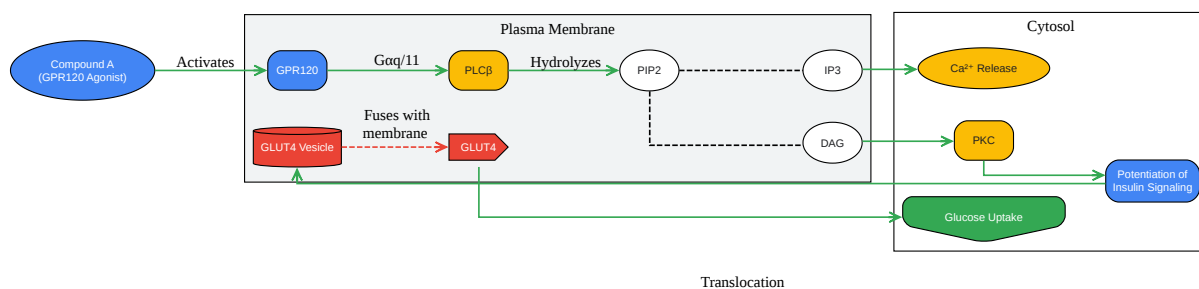 Plasma Membrane
Cytosol
Compound A
(GPR120 Agonist)
Activates
GPR120
Gαq/11
PLCβ
Hydrolyzes
PIP2
IP3
Ca²⁺ Release
GLUT4 Vesicle
Fuses with
membrane
GLUT4
DAG
PKC
Potentiation of
Insulin Signaling
Glucose Uptake
Translocation